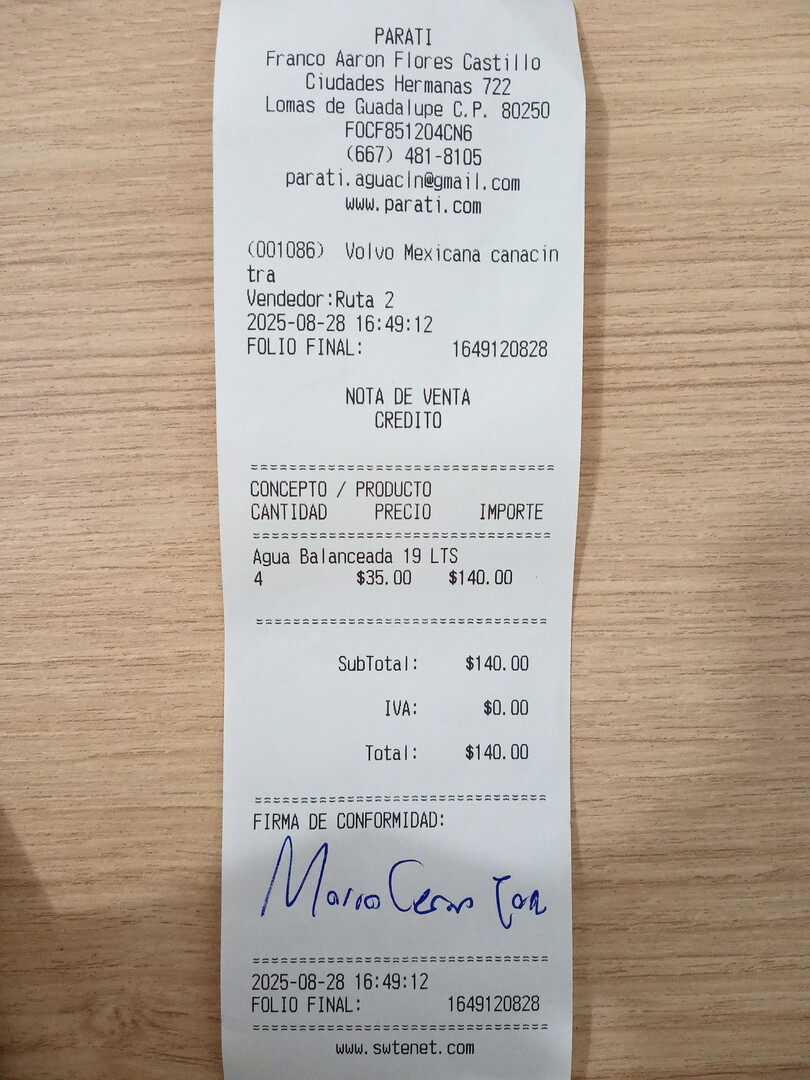 PARATI
Franco Aaron Flores Castillo
Ciudades Hermanas 722
Lomas de Guadalupe C.P. 80250
FOCF851204CN6
(667) 481-8105
parati.aguacln@gmail.com
www.parati.com
(001086) Volvo Mexicana canacin
tra
Vendedor:Ruta 2
2025-08-28 16:49:12
FOLIO FINAL: 1649120828
NOTA DE VENTA
CREDITO
================================
CONCEPTO / PRODUCTO
CANTIDAD PRECIO IMPORTE
================================
Agua Balanceada 19 LTS
4 $35.00 $140.00
================================
SubTotal: $140.00
IVA: $0.00
Total: $140.00
================================
FIRMA DE CONFORMIDAD:
================================
2025-08-28 16:49:12
FOLIO FINAL: 1649120828
================================
www.swtenet.com